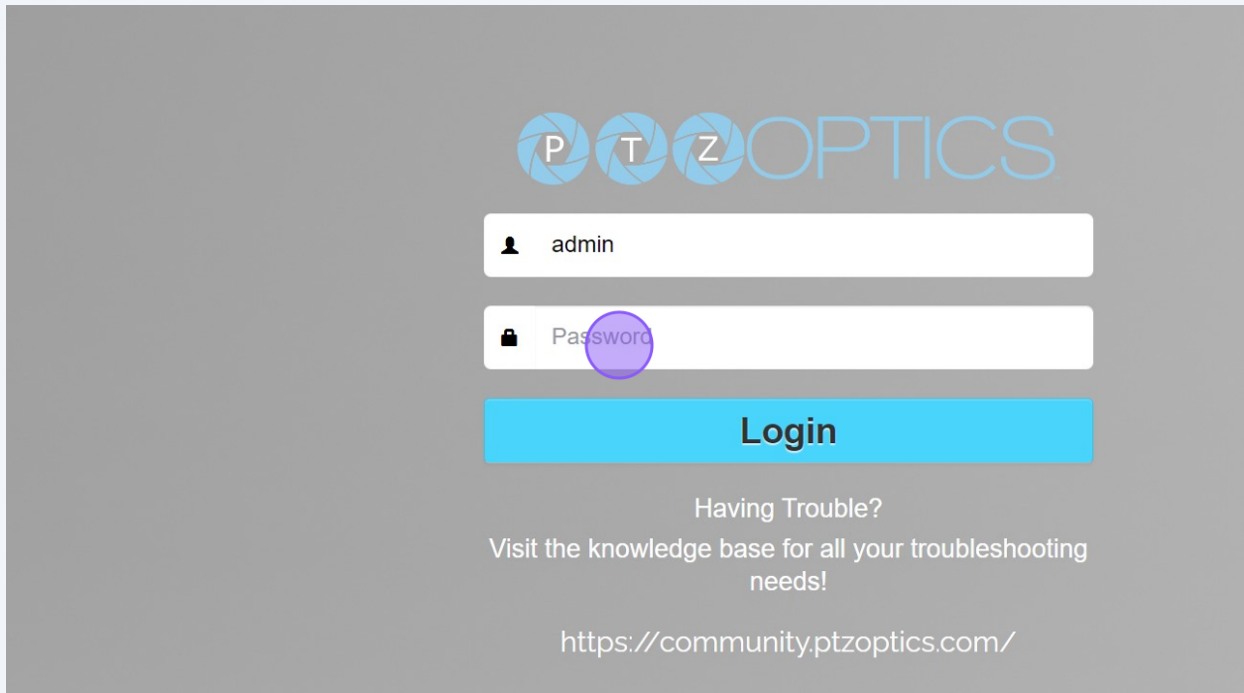 PTZOPTICS
admin
Password
Login
Having Trouble?
Visit the knowledge base for all your troubleshooting
needs!
https://community.ptzoptics.com/